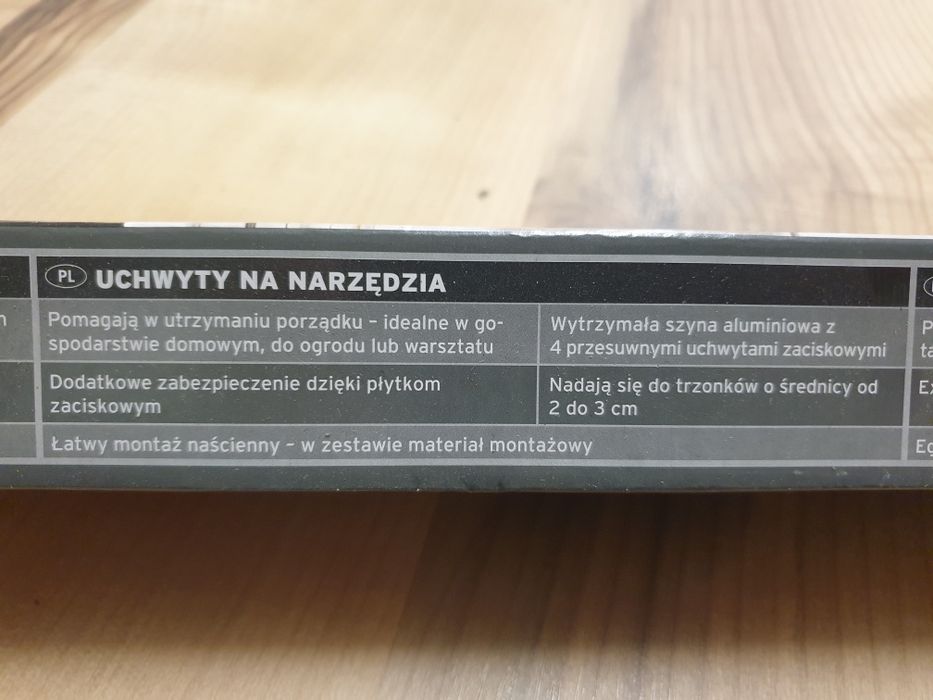 PL UCHWYTY NA NARZĘDZIA
Pomagają w utrzymaniu porządku – idealne w go-
spodarstwie domowym, do ogrodu lub warsztatu
Wytrzymała szyna aluminiowa z
4 przesuwnymi uchwytami zaciskowymi
Dodatkowe zabezpieczenie dzięki płytkom
zaciskowym
Nadają się do trzonków o średnicy od
2 do 3 cm
Łatwy montaż naścienny – w zestawie materiał montażowy